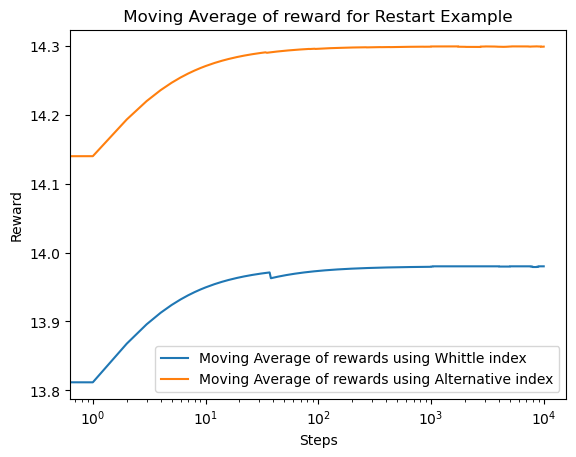 Moving Average of reward for Restart Example
14.3
14.2
14.1
14.0
13.9
13.8
Reward
Moving Average of rewards using Whittle index
Moving Average of rewards using Alternative index
10⁰ 10¹ 10² 10³ 10⁴
Steps